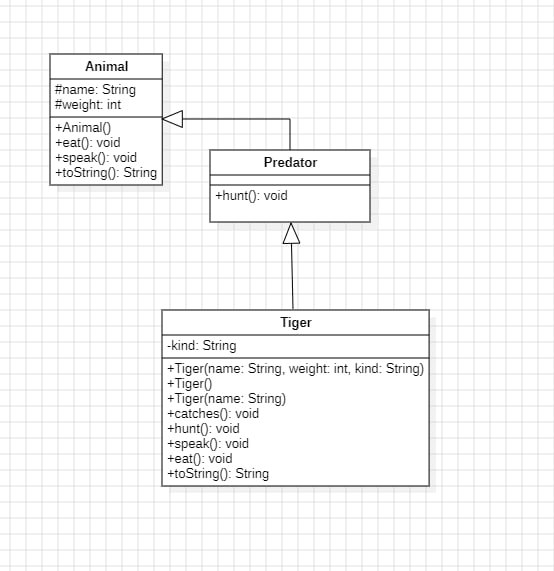 Animal
#name: String
#weight: int
+Animal()
+eat(): void
+speak(): void
+toString(): String
Predator
+hunt(): void
Tiger
-kind: String
+Tiger(name: String, weight: int, kind: String)
+Tiger()
+Tiger(name: String)
+catches(): void
+hunt(): void
+speak(): void
+eat(): void
+toString(): String